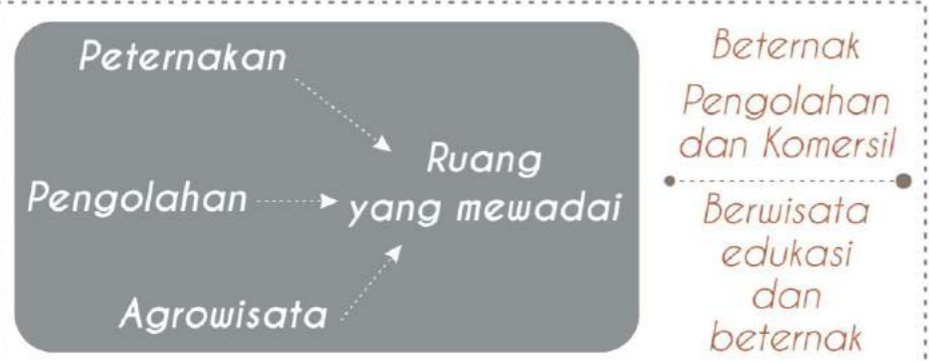 Peternakan
Pengolahan
Agrowisata
Ruang
yang mewadai
Beternak
Pengolahan
dan Komersil
Berwisata
edukasi
dan
beternak